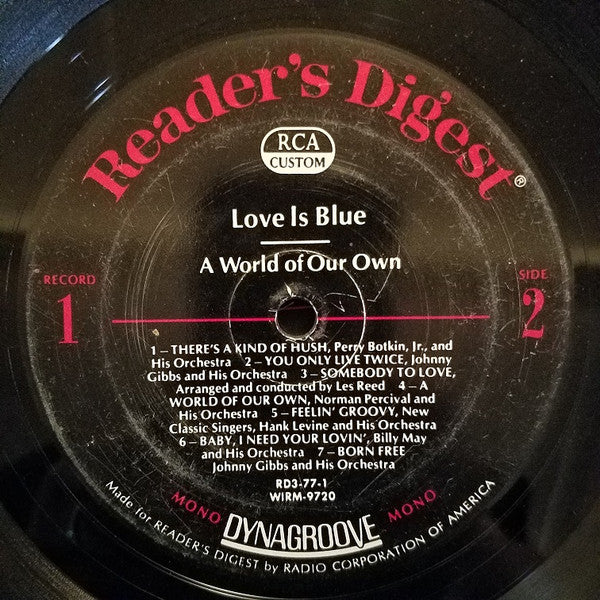 Reader's Digest®
RCA
CUSTOM
Love Is Blue
A World of Our Own
RECORD
1
SIDE
2
1 – THERE'S A KIND OF HUSH, Perry Botkin, Jr., and
His Orchestra 2 – YOU ONLY LIVE TWICE, Johnny
Gibbs and His Orchestra 3 – SOMEBODY TO LOVE,
Arranged and conducted by Les Reed 4 – A
WORLD OF OUR OWN, Norman Percival and
His Orchestra 5 – FEELIN' GROOVY, New
Classic Singers, Hank Levine and His Orchestra
6 – BABY, I NEED YOUR LOVIN', Billy May
and His Orchestra 7 – BORN FREE
Johnny Gibbs and His Orchestra
RD3-77-1
WIRM-9720
MONO DYNAGROOVE MONO
Made for READER'S DIGEST by RADIO CORPORATION OF AMERICA